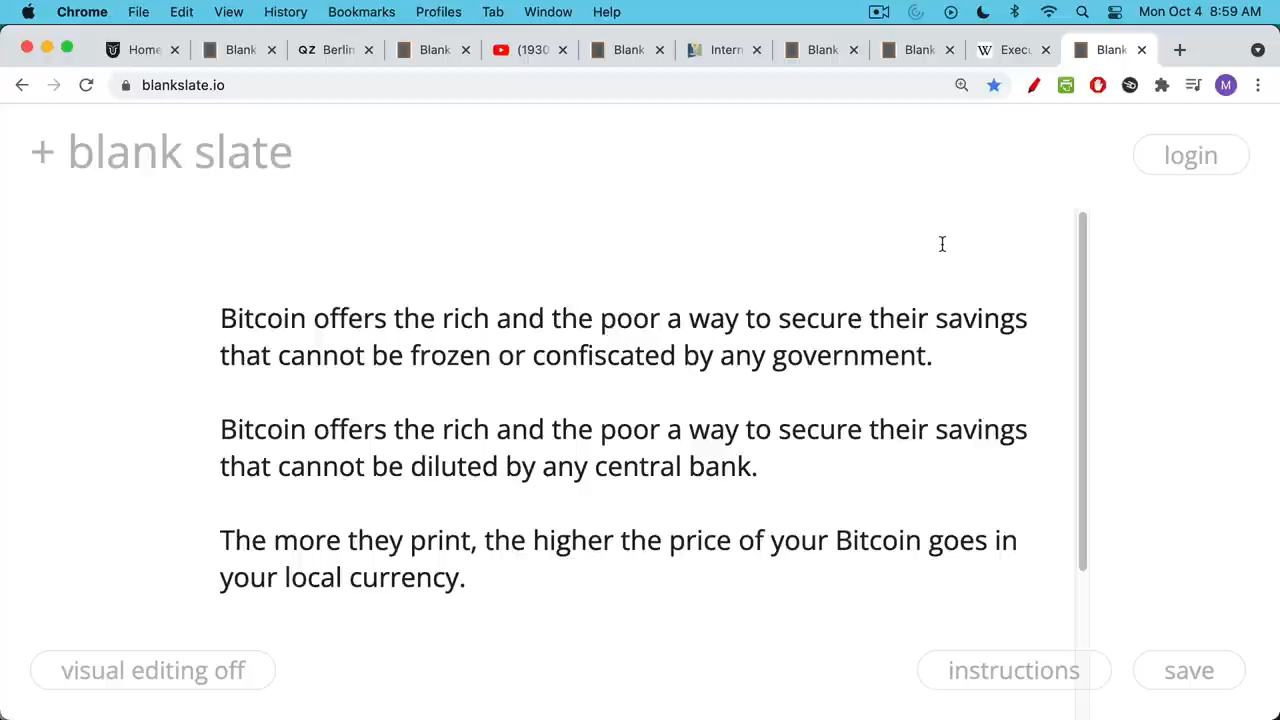 Chrome File Edit View History Bookmarks Profiles Tab Window Help Mon Oct 4 8:59 AM
Home Blank QZ Berlin Blank (1930 Blank Intern Blank Blank W Execu Blank
blankslate.io M
+ blank slate
login
Bitcoin offers the rich and the poor a way to secure their savings
that cannot be frozen or confiscated by any government.
Bitcoin offers the rich and the poor a way to secure their savings
that cannot be diluted by any central bank.
The more they print, the higher the price of your Bitcoin goes in
your local currency.
visual editing off instructions save